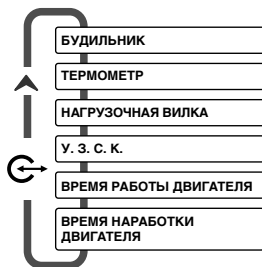 БУДИЛЬНИК
ТЕРМОМЕТР
НАГРУЗОЧНАЯ ВИЛКА
У. З. С. К.
ВРЕМЯ РАБОТЫ ДВИГАТЕЛЯ
ВРЕМЯ НАРАБОТКИ
ДВИГАТЕЛЯ